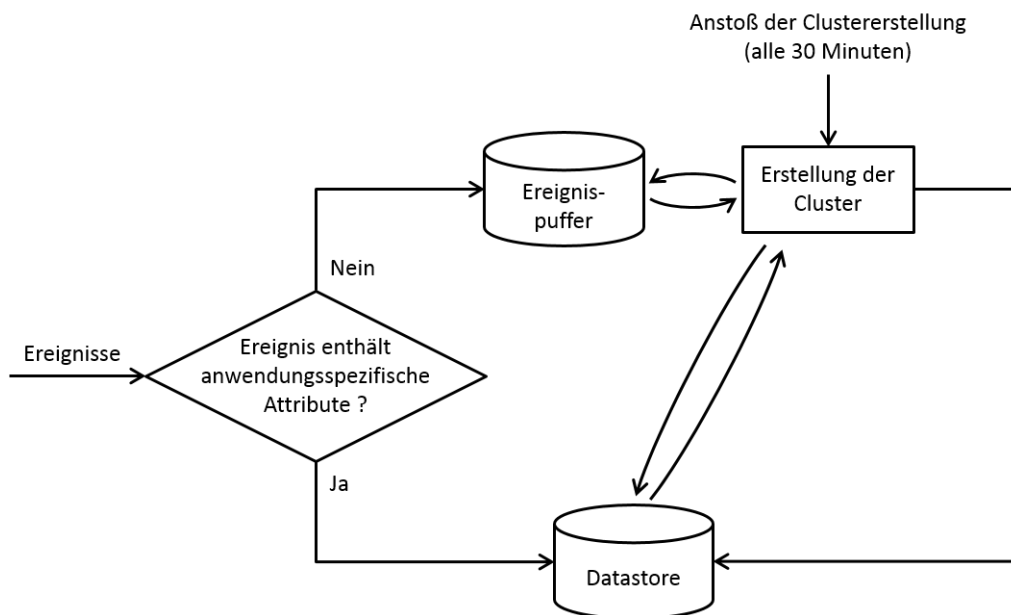 Anstoß der Clustererstellung
(alle 30 Minuten)
Ereignis-
puffer
Erstellung der
Cluster
Nein
Ereignisse
Ereignis enthält
anwendungsspezifische
Attribute ?
Ja
Datastore